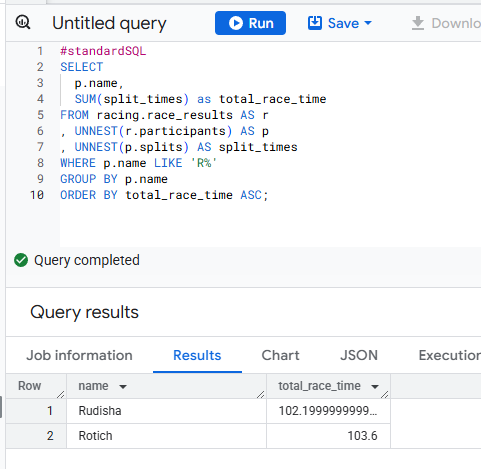 Untitled query Run Save Downlo
1 #standardSQL
2 SELECT
3 p.name,
4 SUM(split_times) as total_race_time
5 FROM racing.race_results AS r
6 , UNNEST(r.participants) AS p
7 , UNNEST(p.splits) AS split_times
8 WHERE p.name LIKE 'R%'
9 GROUP BY p.name
10 ORDER BY total_race_time ASC;
Query completed
Query results
Job information Results Chart JSON Execution
Row name total_race_time
1 Rudisha 102.1999999999...
2 Rotich 103.6